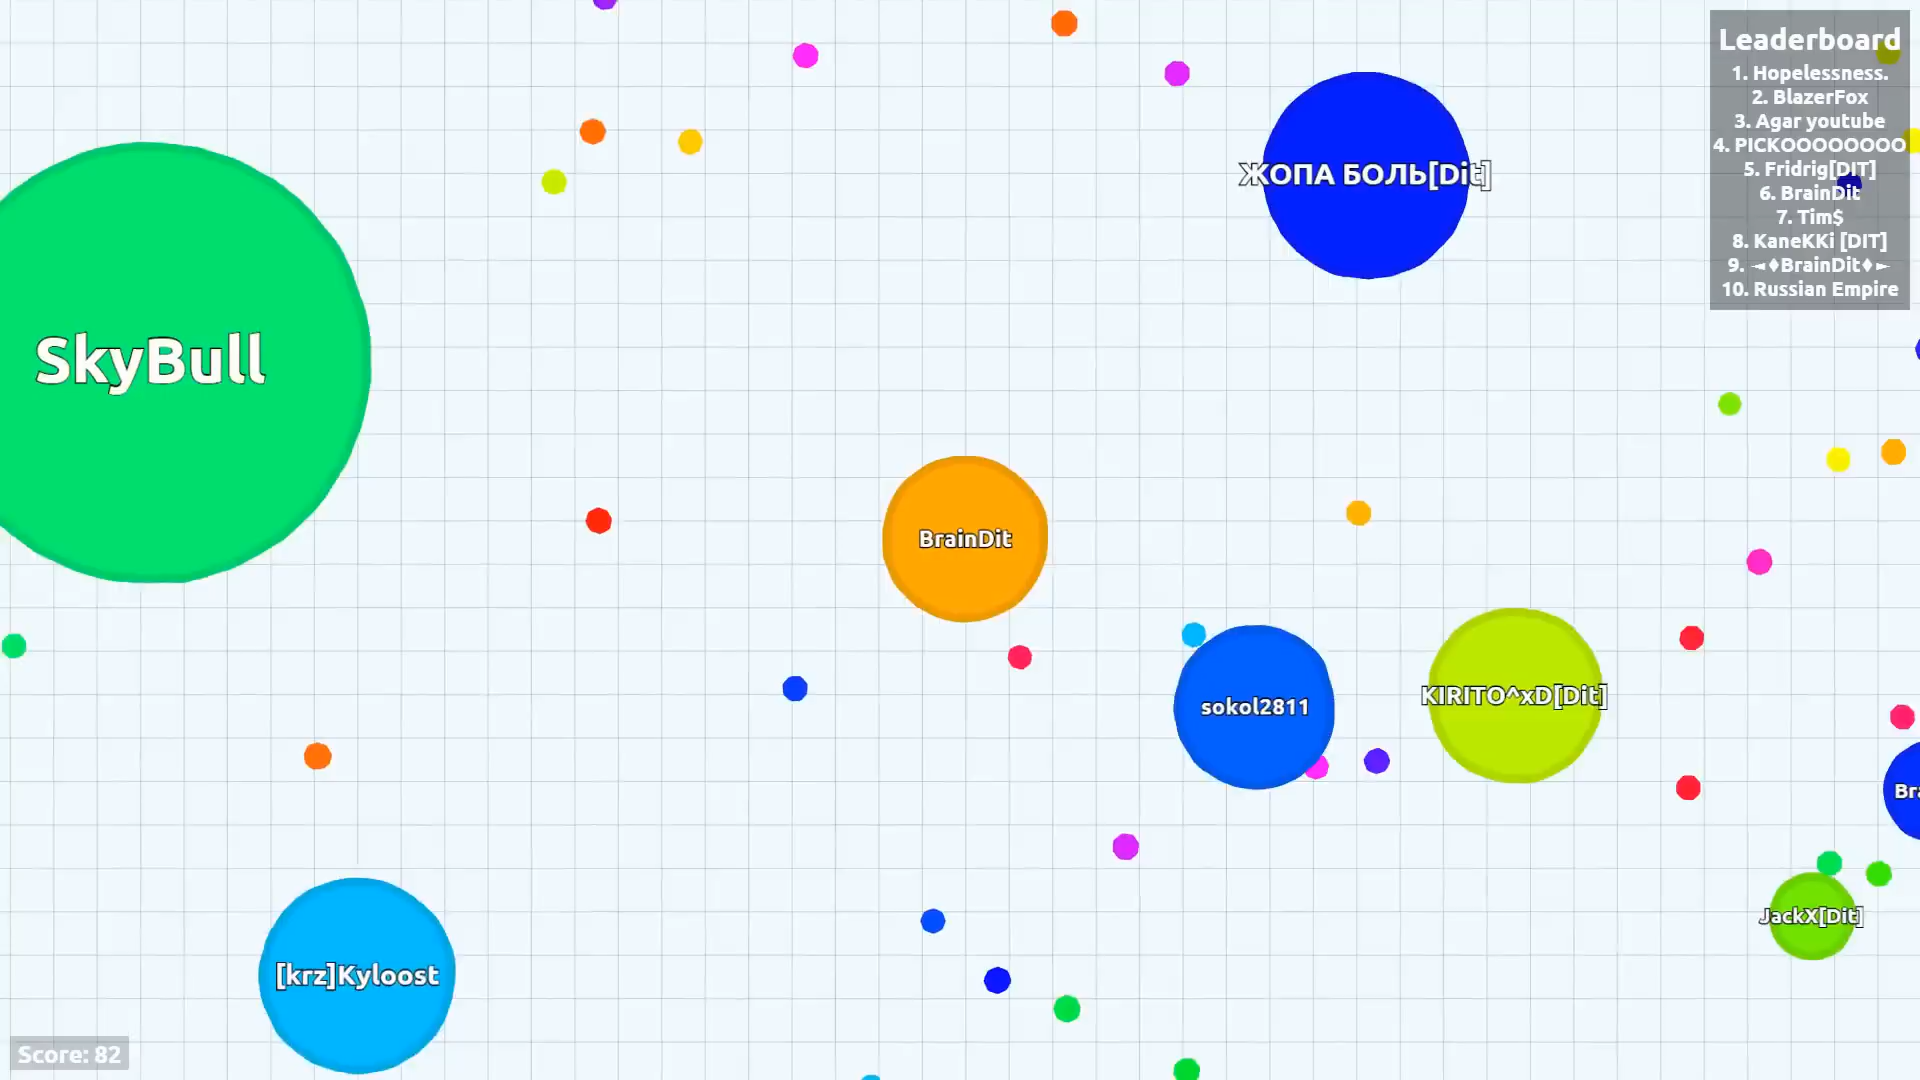 Leaderboard
1. Hopelessness.
2. BlazerFox
3. Agar youtube
4. PICKOOOOOOOO
5. Fridrig[DIT]
6. BrainDit
7. Tim$
8. KaneKKi [DIT]
9. ◄♦BrainDit♦►
10. Russian Empire
ЖОПА БОЛЬ[Dit]
SkyBull
BrainDit
sokol2811
KIRITO^xD[Dit]
Bra
JackX[Dit]
[krz]Kyloost
Score: 82